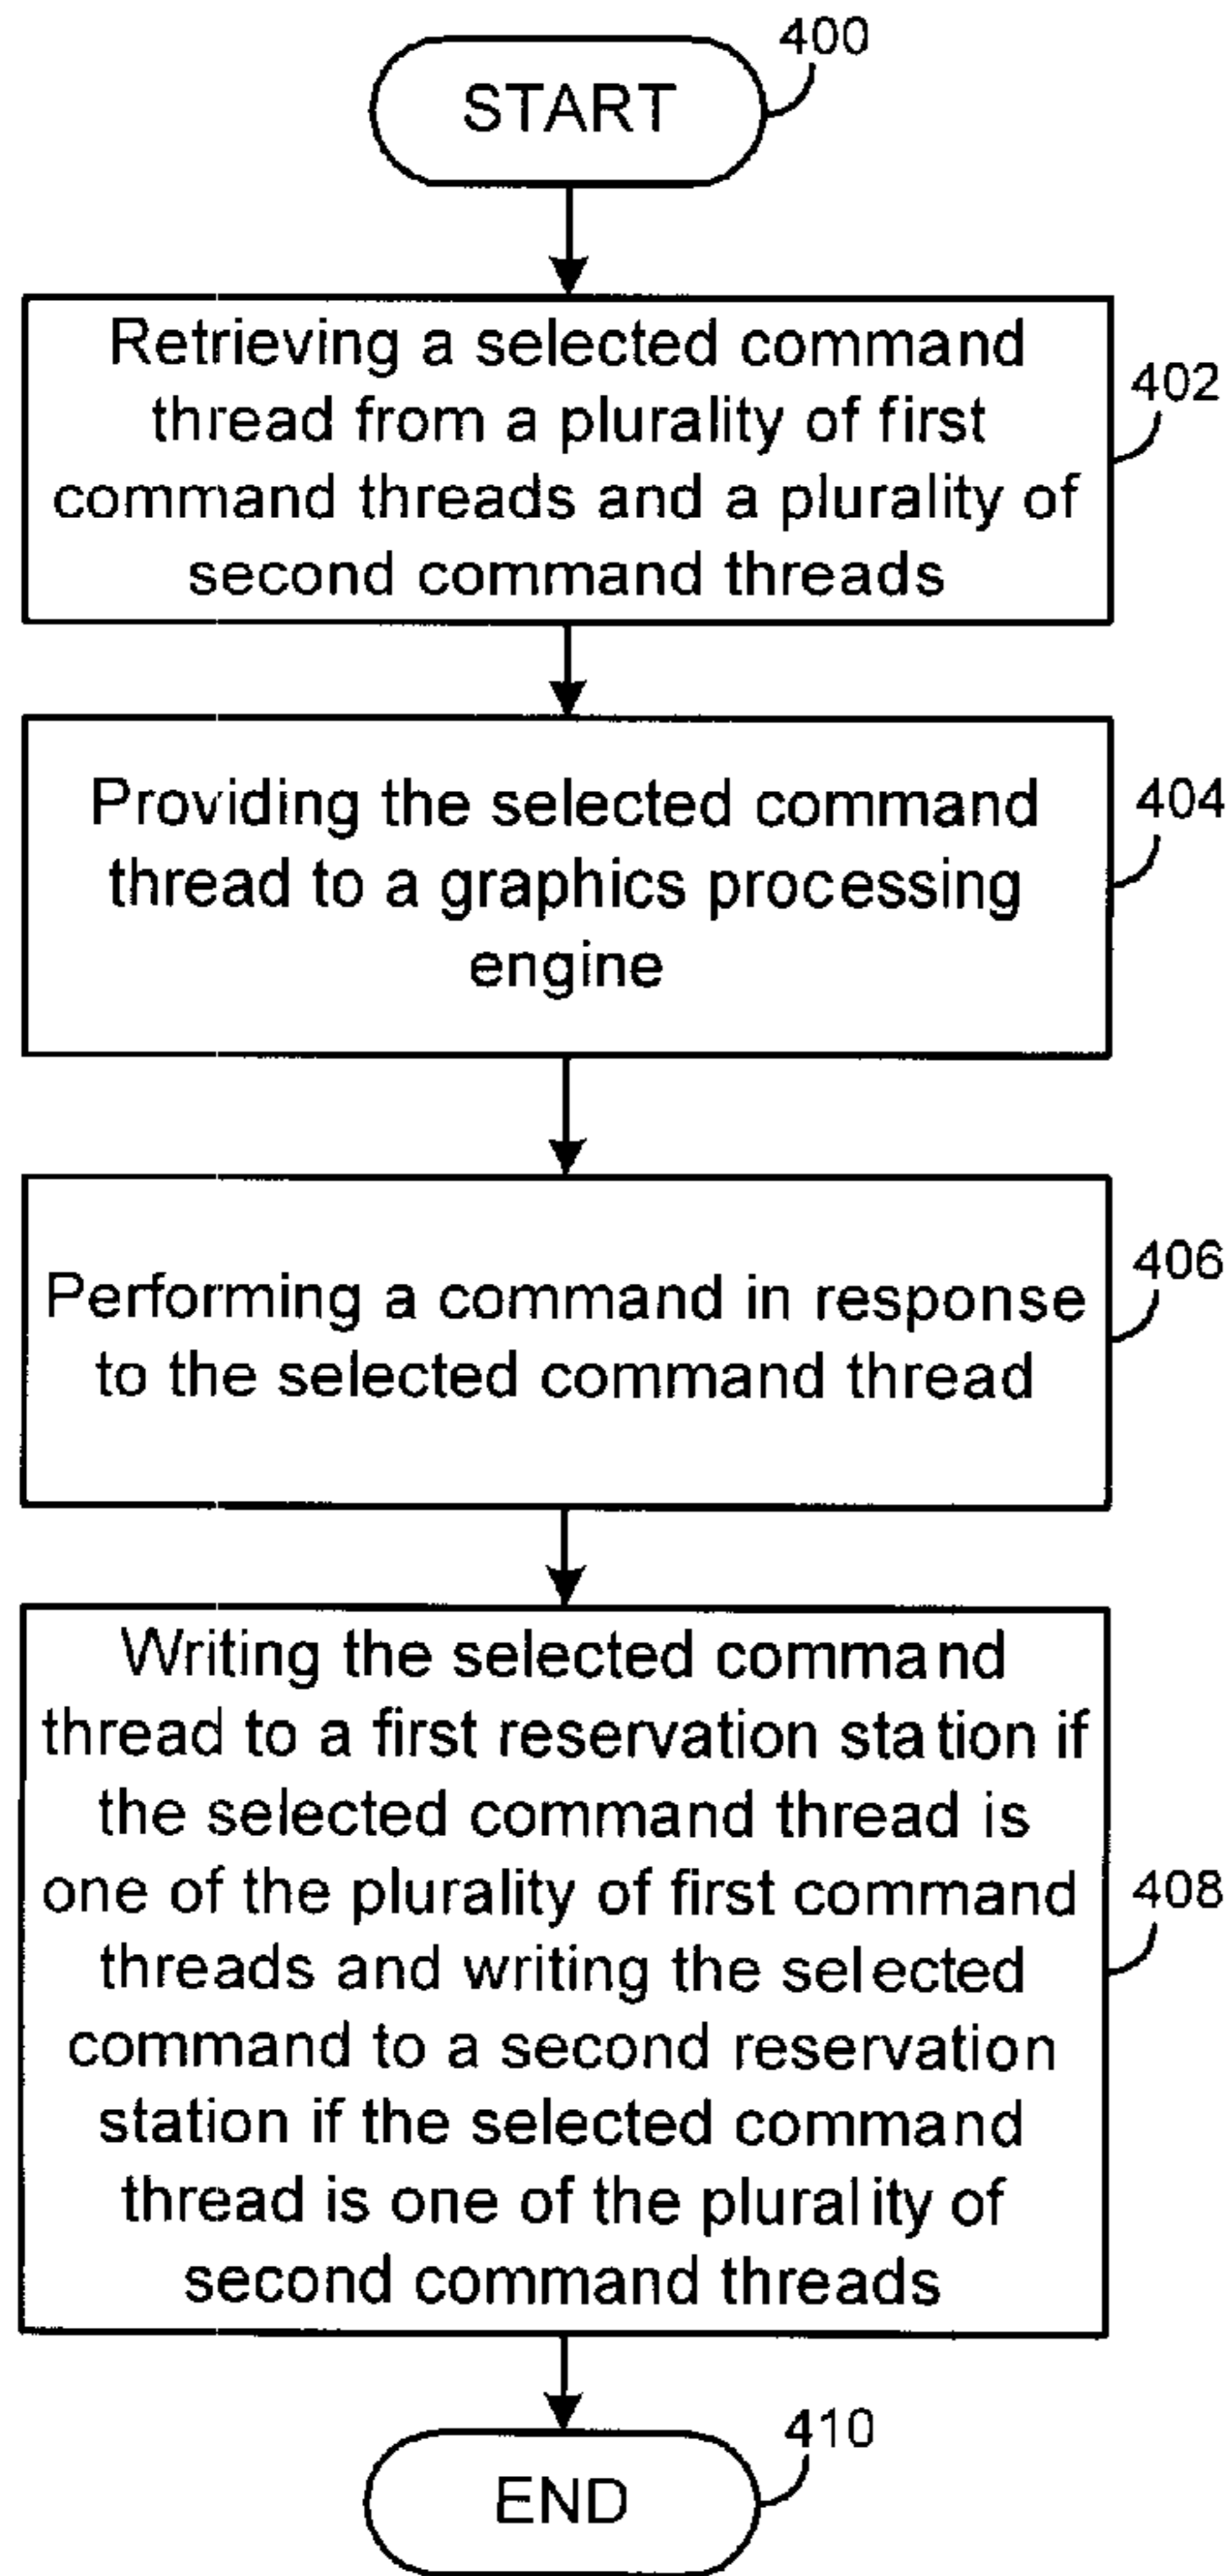 400
START
Retrieving a selected command
thread from a plurality of first
command threads and a plurality of
second command threads
402
Providing the selected command
thread to a graphics processing
engine
404
Performing a command in response
to the selected command thread
406
Writing the selected command
thread to a first reservation station if
the selected command thread is
one of the plurality of first command
threads and writing the selected
command to a second reservation
station if the selected command
thread is one of the plurality of
second command threads
408
410
END